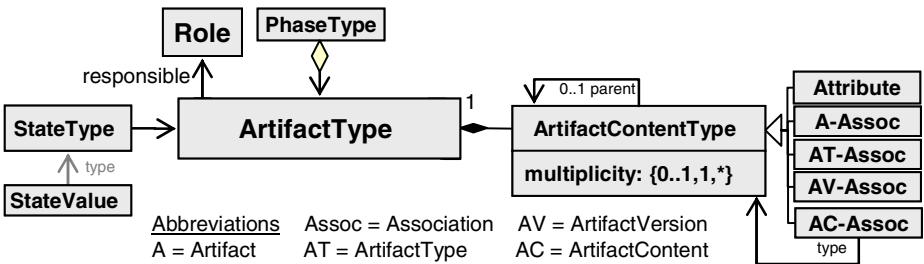 Role
PhaseType
responsible
StateType
ArtifactType
1
0..1 parent
ArtifactContentType
multiplicity: {0..1,1,*}
Attribute
A-Assoc
AT-Assoc
AV-Assoc
AC-Assoc
type
type
StateValue
Abbreviations Assoc = Association AV = ArtifactVersion
A = Artifact AT = ArtifactType AC = ArtifactContent